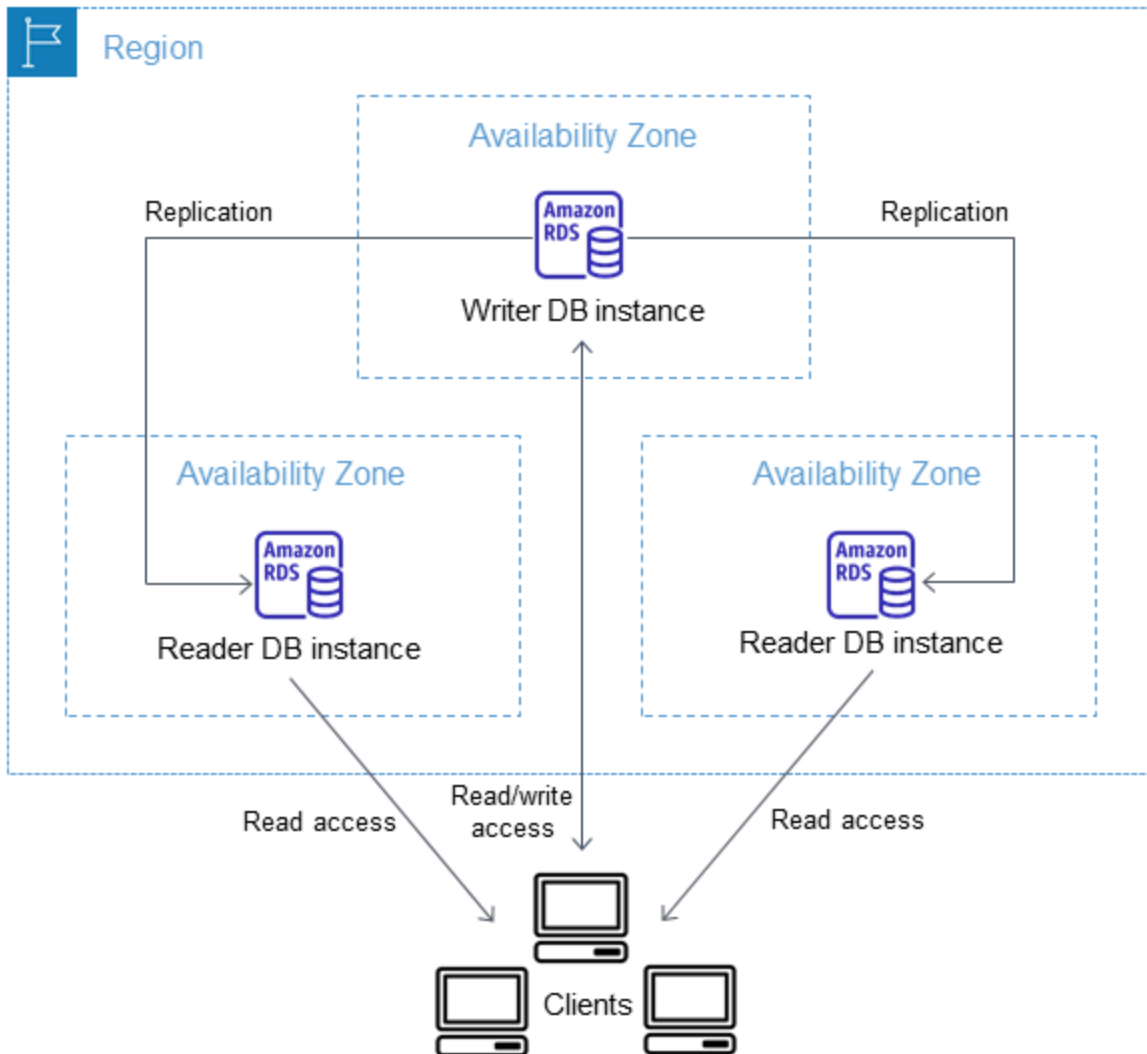 Region
Availability Zone
Replication
Replication
Amazon
RDS
Writer DB instance
Availability Zone
Availability Zone
Amazon
RDS
Amazon
RDS
Reader DB instance
Reader DB instance
Read access
Read/write
access
Read access
Clients